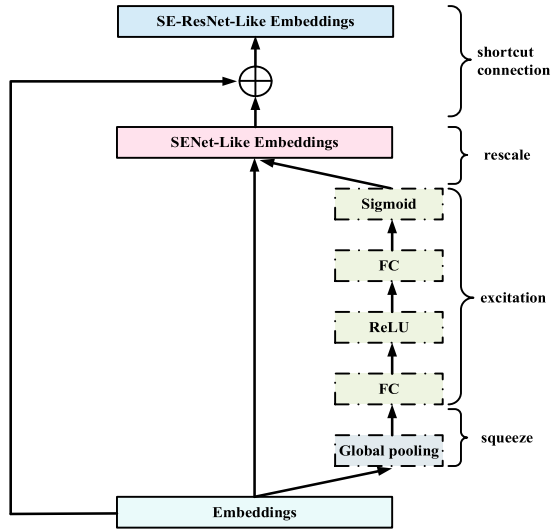 SE-ResNet-Like Embeddings
shortcut
connection
SENet-Like Embeddings
rescale
Sigmoid
FC
excitation
ReLU
FC
squeeze
Global pooling
Embeddings